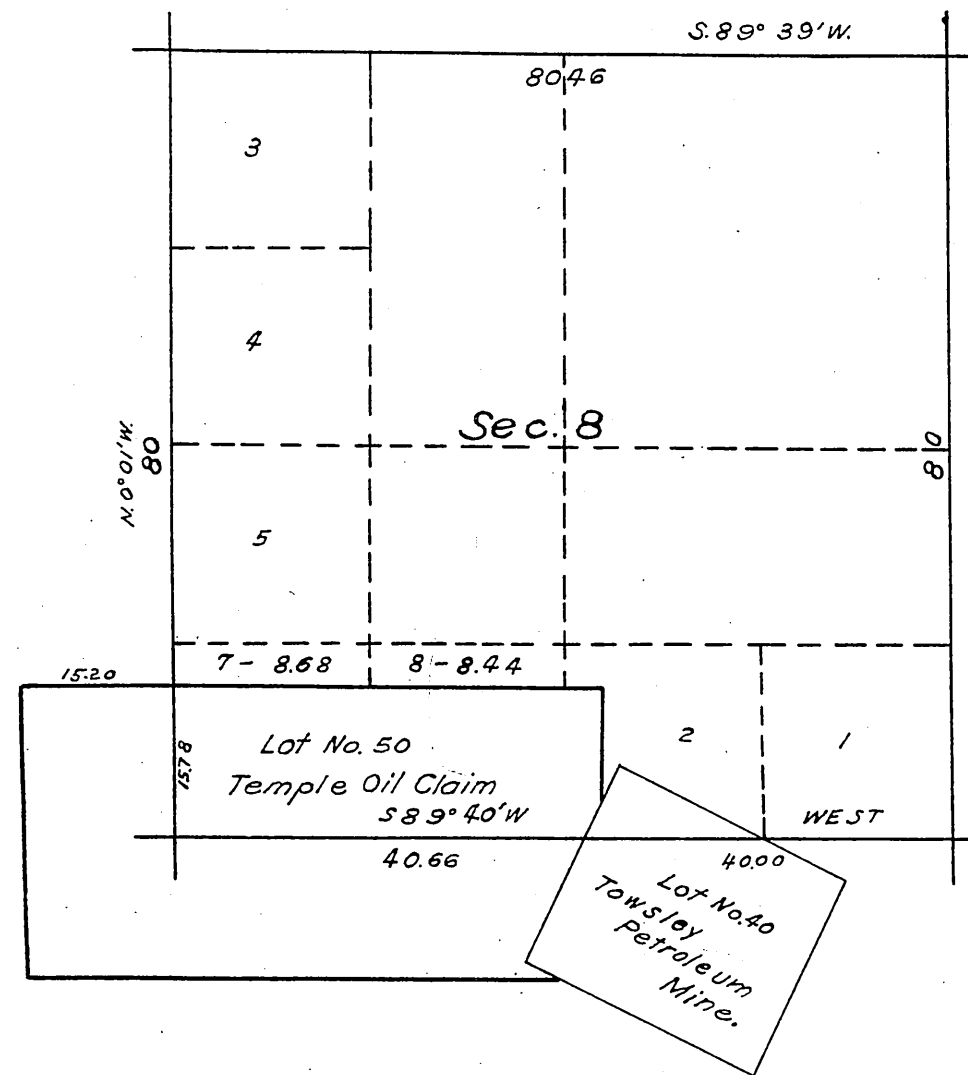 S. 89° 39' W.
80.46
3
4
Sec. 8
N. 0° 01' W.
80
80
5
7 - 8.68
8 - 8.44
15.20
Lot No. 50
Temple Oil Claim
15.78
2
1
S 89° 40' W
WEST
40.66
40.00
Lot No. 40
Towsley
Petroleum
Mine.